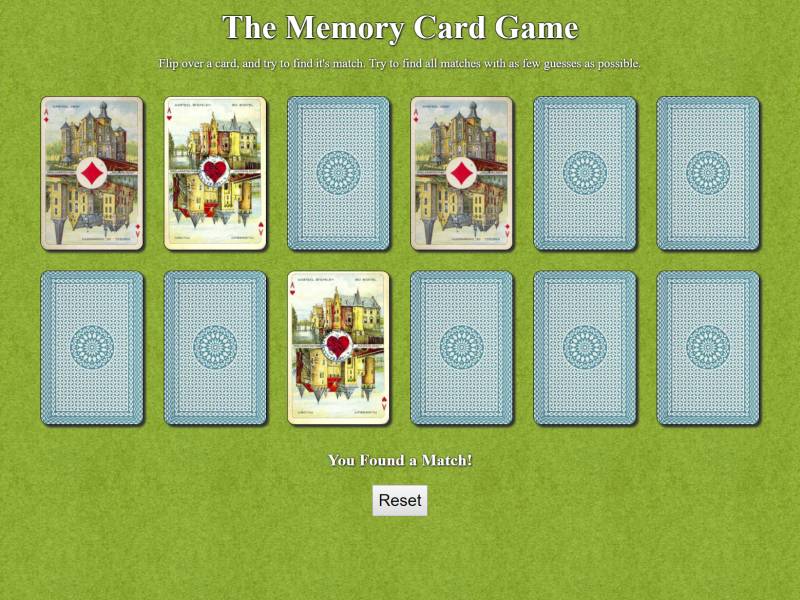 The Memory Card Game
Flip over a card, and try to find it's match. Try to find all matches with as few guesses as possible.
A
A
A
A
A
A
A
A
You Found a Match!
Reset